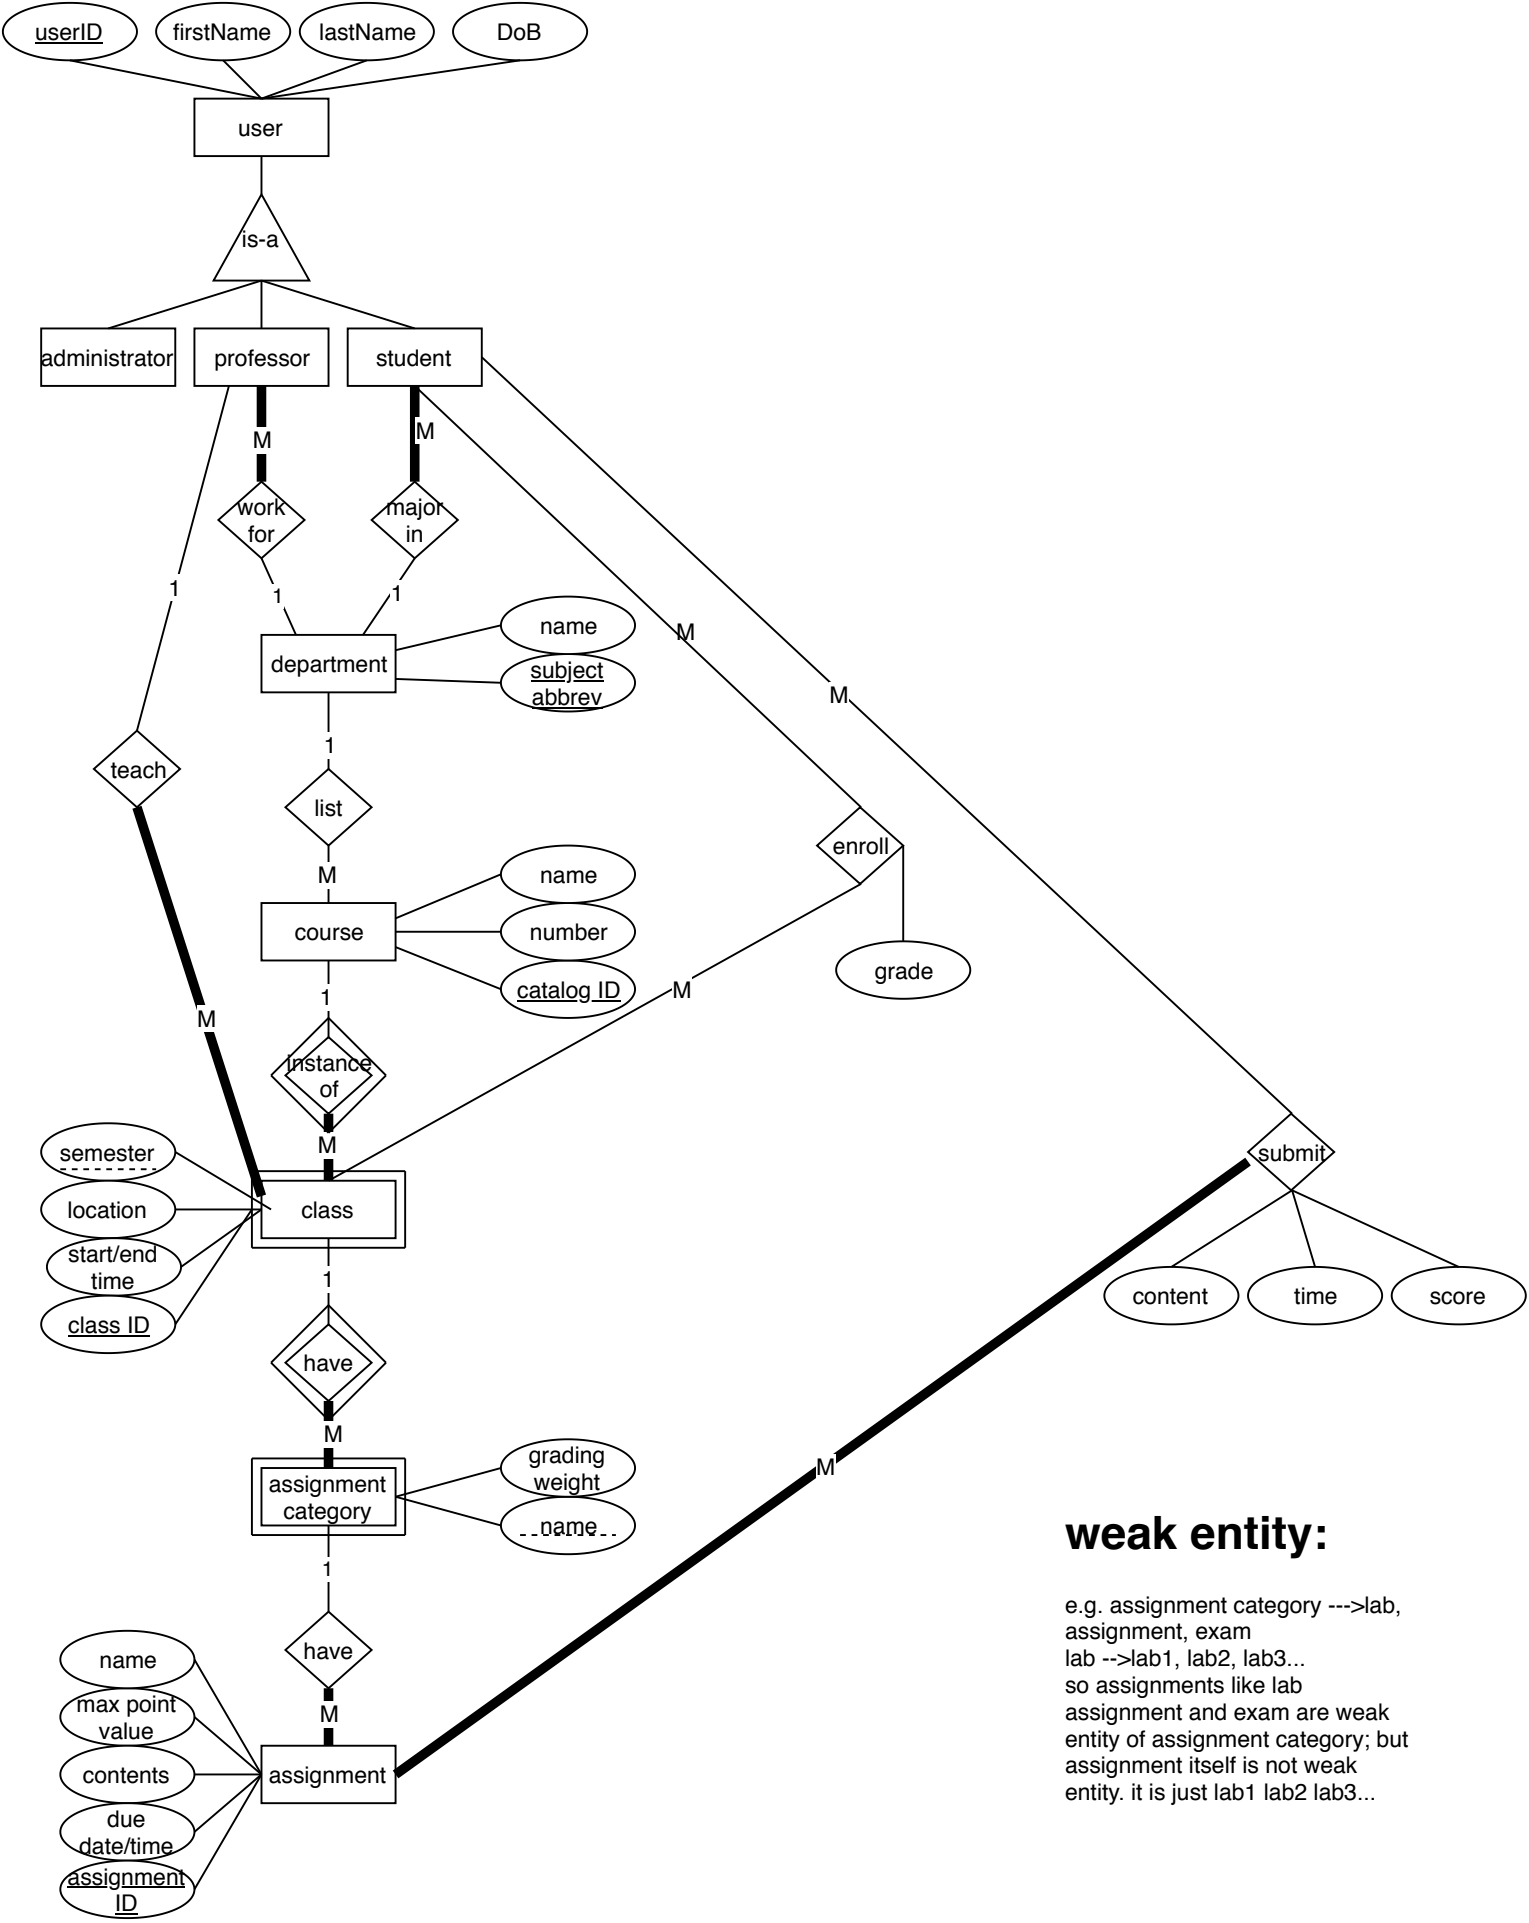 userID
firstName
lastName
DoB
user
is-a
administrator
professor
student
M
M
work
for
major
in
1
1
1
name
M
department
subject
abbrev
M
1
teach
list
enroll
M
name
course
number
grade
catalog ID
M
1
M
instance
of
M
semester
submit
location
class
start/end
time
1
content
time
score
class ID
have
M
grading
weight
M
assignment
category
name
weak entity:
1
e.g. assignment category --->lab,
assignment, exam
lab -->lab1, lab2, lab3...
so assignments like lab
assignment and exam are weak
entity of assignment category; but
assignment itself is not weak
entity. it is just lab1 lab2 lab3...
have
name
max point
value
M
contents
assignment
due
date/time
assignment
ID